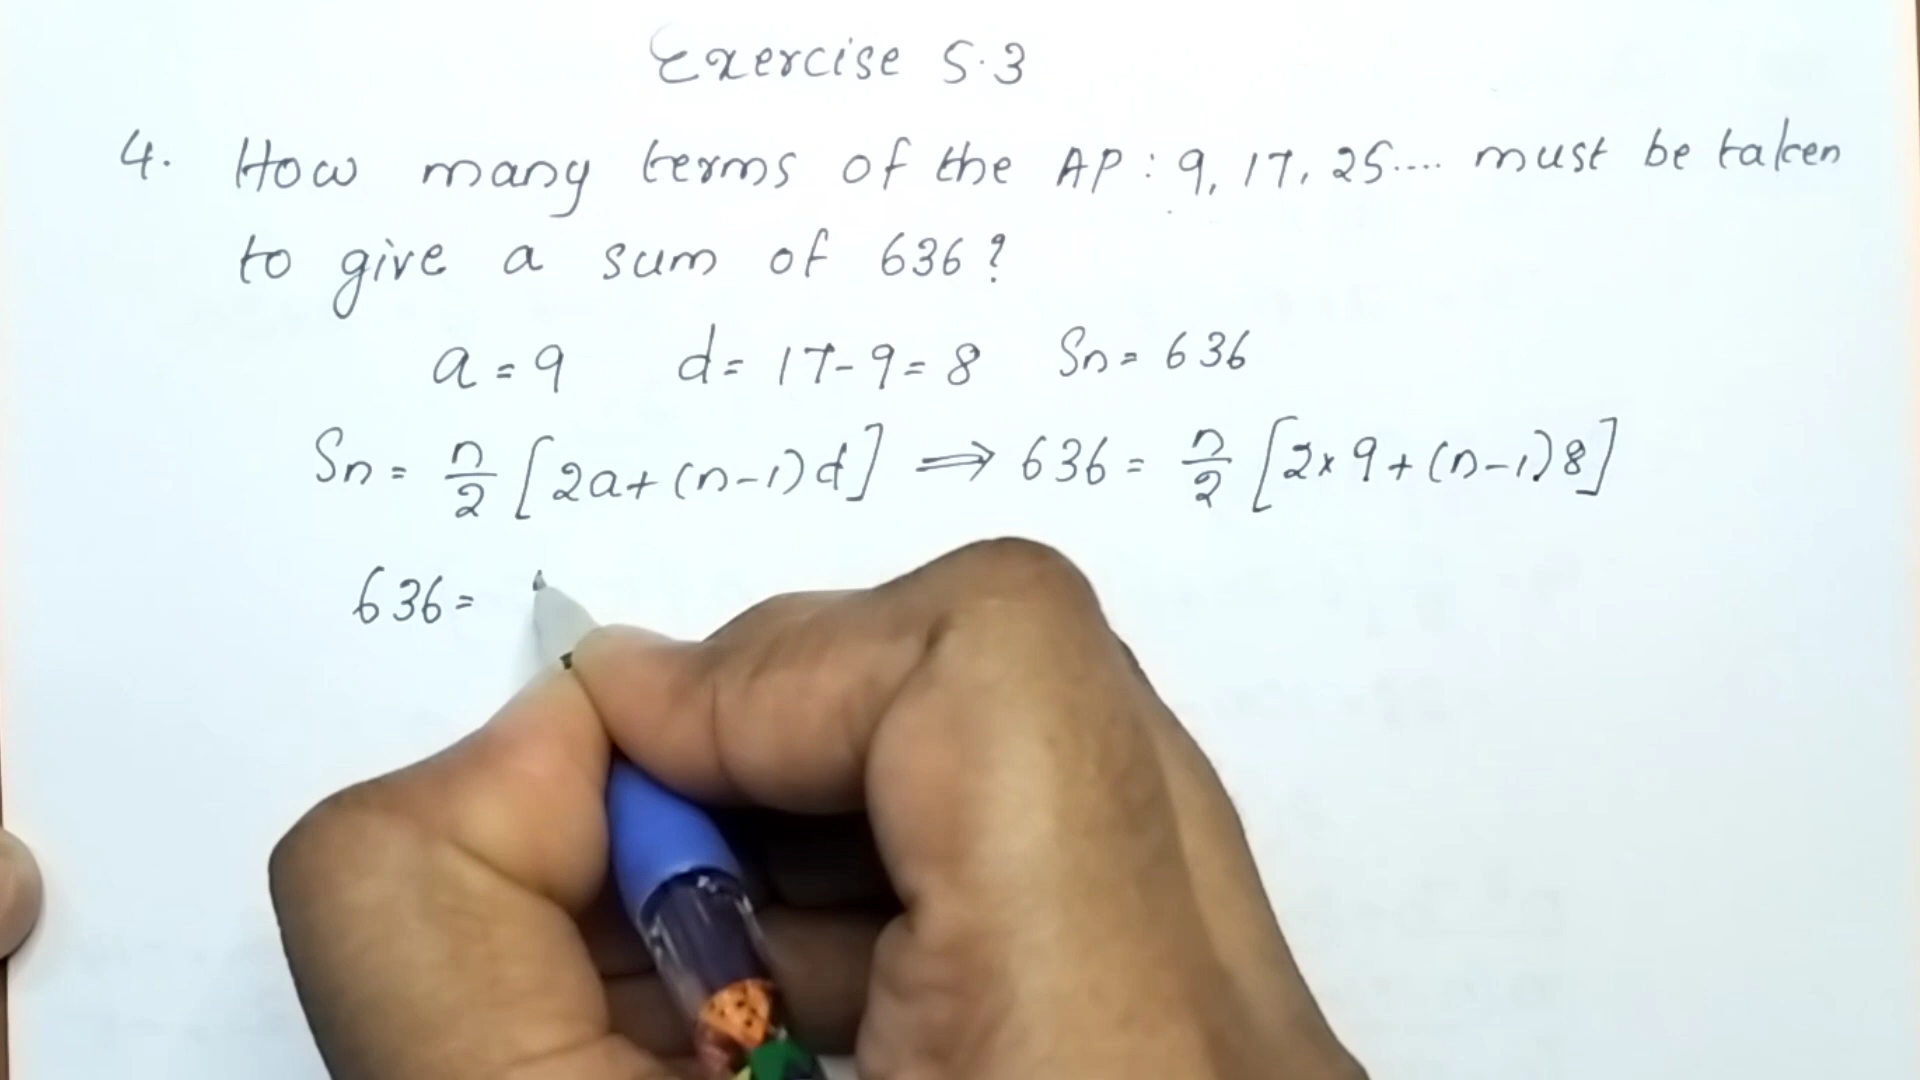 Exercise 5.3
4. How many terms of the AP : 9, 17, 25.... must be taken
to give a sum of 636?
a = 9 d = 17 - 9 = 8 Sn = 636
Sn = n/2 [2a + (n-1)d] ⟹ 636 = n/2 [2 × 9 + (n-1)8]
636 =